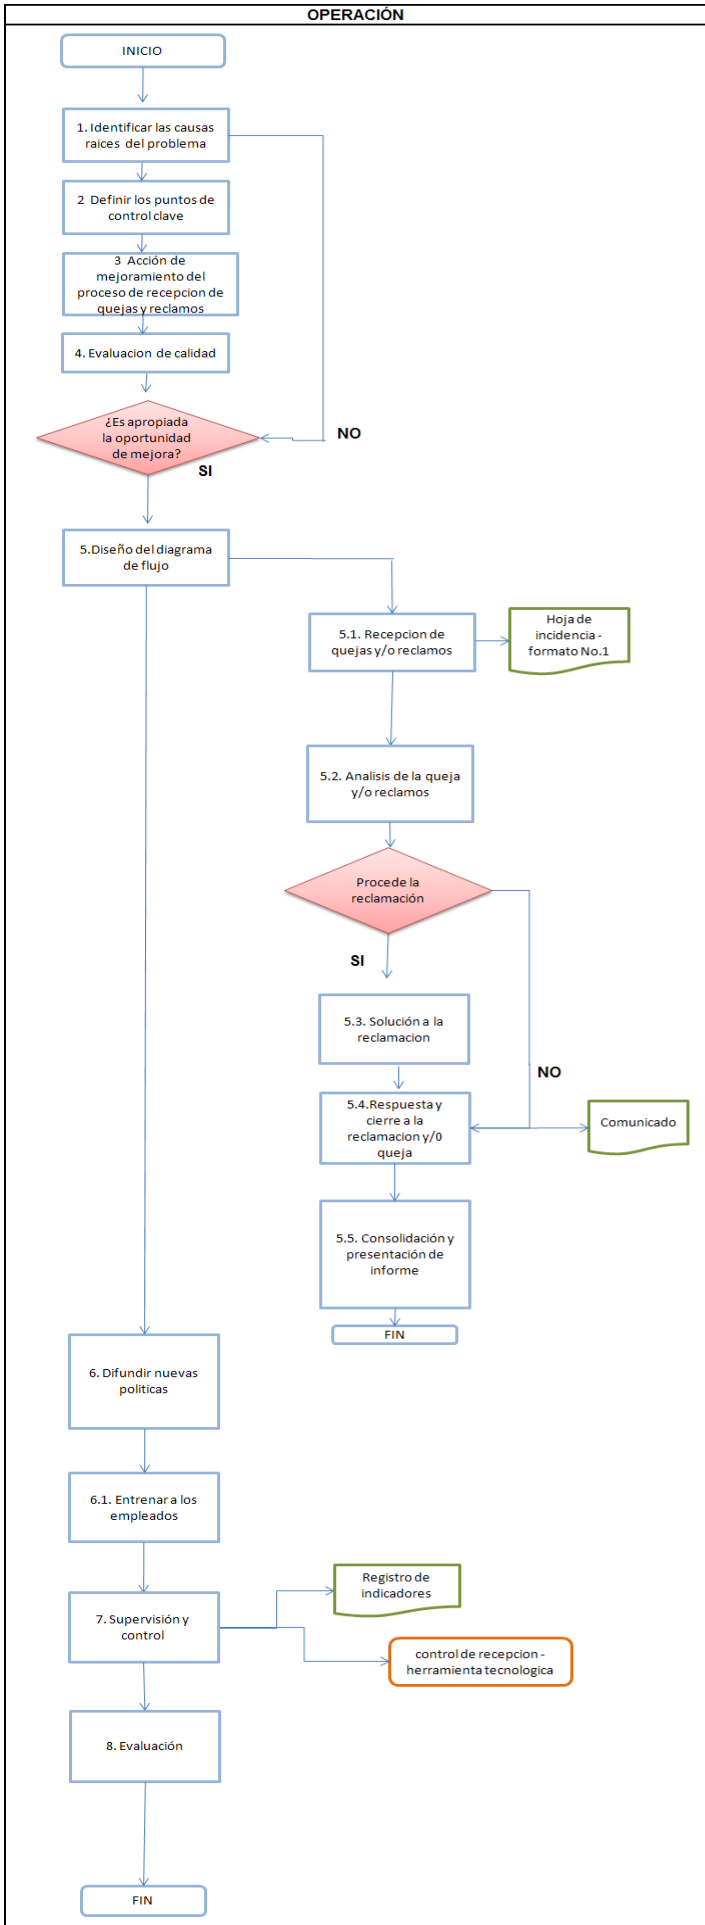 OPERACIÓN
INICIO
1. Identificar las causas
raices del problema
2 Definir los puntos de
control clave
3 Acción de
mejoramiento del
proceso de recepcion de
quejas y reclamos
4. Evaluacion de calidad
¿Es apropiada
la oportunidad
de mejora?
NO
SI
5.Diseño del diagrama
de flujo
5.1. Recepcion de
quejas y/o reclamos
Hoja de
incidencia -
formato No.1
5.2. Analisis de la queja
y/o reclamos
Procede la
reclamación
SI
5.3. Solución a la
reclamacion
NO
5.4.Respuesta y
cierre a la
reclamacion y/0
queja
Comunicado
5.5. Consolidación y
presentación de
informe
FIN
6. Difundir nuevas
politicas
6.1. Entrenar a los
empleados
7. Supervisión y
control
Registro de
indicadores
control de recepcion -
herramienta tecnologica
8. Evaluación
FIN